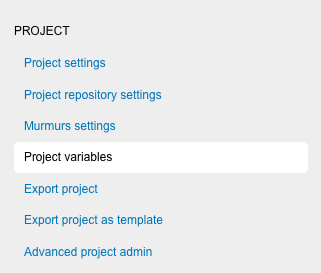 PROJECT
Project settings
Project repository settings
Murmurs settings
Project variables
Export project
Export project as template
Advanced project admin